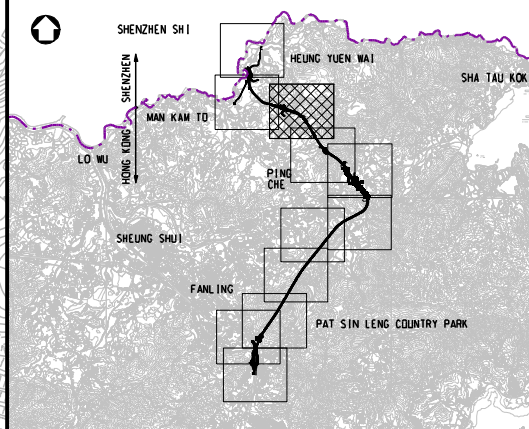 SHENZHEN SHI
HEUNG YUEN WAI
SHA TAU KOK
SHENZHEN
HONG KONG
MAN KAM TO
LO WU
PING
CHE
SHEUNG SHUI
FANLING
PAT SIN LENG COUNTRY PARK